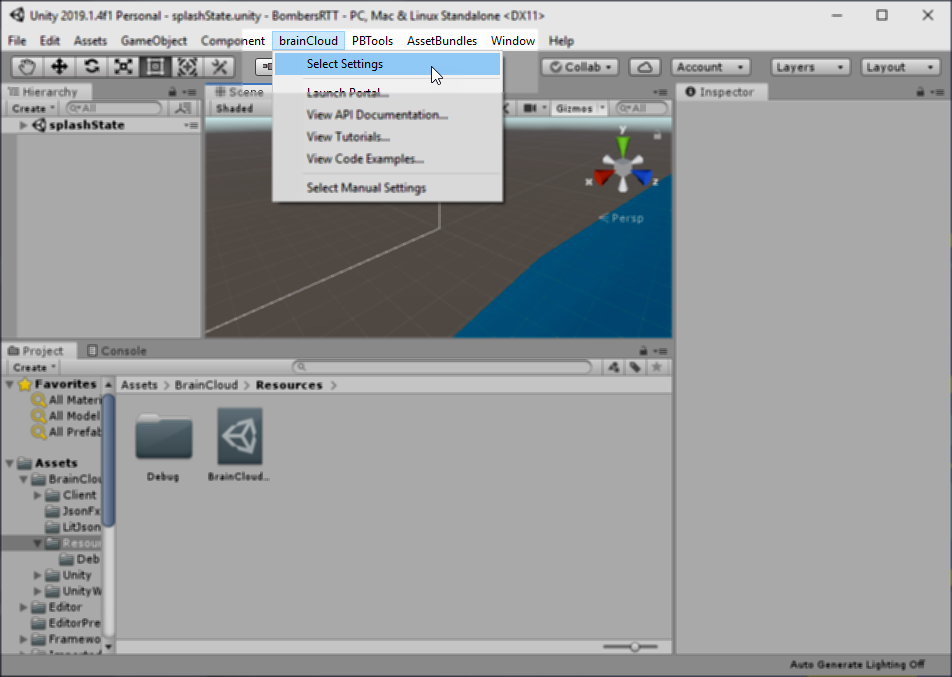 Unity 2019.1.4f1 Personal - splashState.unity - BombersRTT - PC, Mac & Linux Standalone <DX11>
File Edit Assets GameObject Component brainCloud PBTools AssetBundles Window Help
Collab Account Layers Layout
Select Settings
Launch Portal...
View API Documentation...
View Tutorials...
View Code Examples...
Select Manual Settings
Hierarchy
Create All
splashState
Scene
Shaded
Gizmos All
y
x
z
Persp
Inspector
Project Console
Create
Favorites
All Materi
All Model
All Prefab
Assets
BrainClou
Client
JsonFx
LitJson
Resour
Deb
Unity
UnityW
Editor
EditorPre
Framewo
Assets > BrainCloud > Resources >
Debug
BrainCloud...
Auto Generate Lighting Off